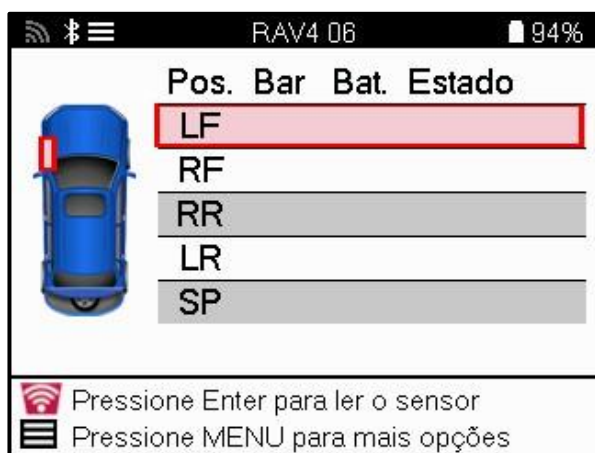 RAV4 06 94%
Pos. Bar Bat. Estado
LF
RF
RR
LR
SP
Pressione Enter para ler o sensor
Pressione MENU para mais opções